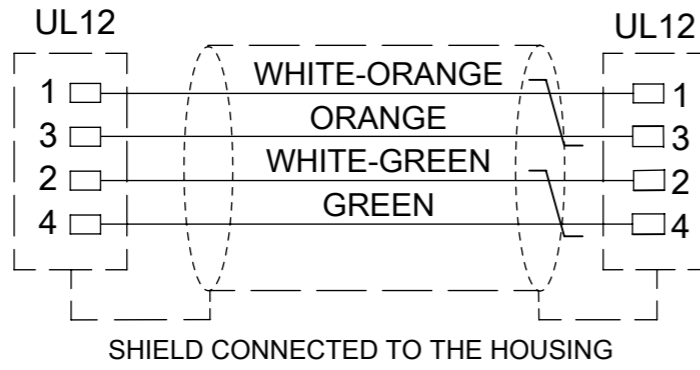 UL12 UL12
1 WHITE-ORANGE 1
3 ORANGE 3
2 WHITE-GREEN 2
4 GREEN 4
SHIELD CONNECTED TO THE HOUSING